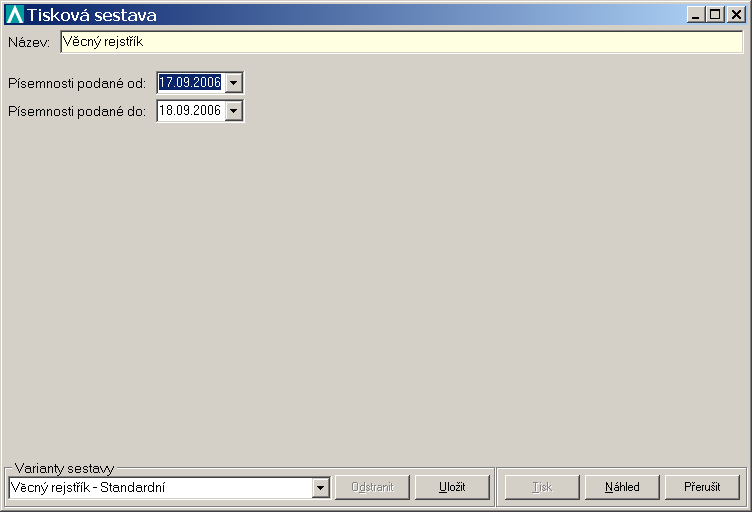 Tisková sestava
Název: Věcný rejstřík
Písemnosti podané od: 17.09.2006
Písemnosti podané do: 18.09.2006
Varianty sestavy
Věcný rejstřík - Standardní Odstranit Uložit Tisk Náhled Přerušit